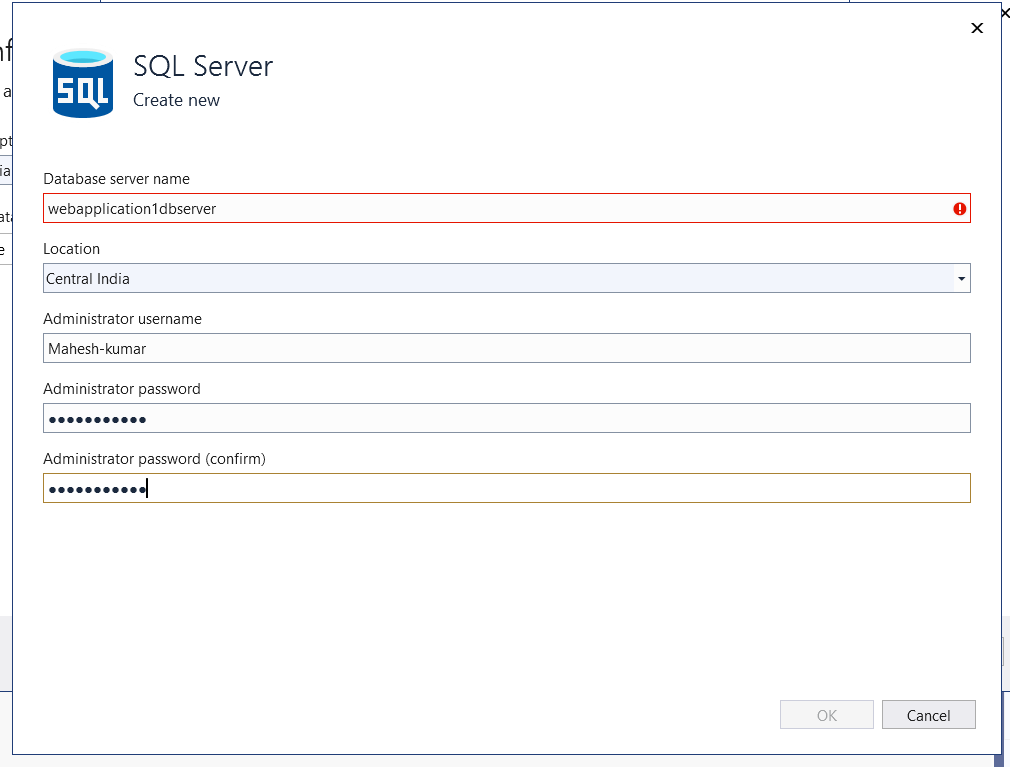 SQL
SQL Server
Create new
Database server name
webapplication1dbserver
Location
Central India
Administrator username
Mahesh-kumar
Administrator password
●●●●●●●●●●●
Administrator password (confirm)
●●●●●●●●●●●
OK
Cancel